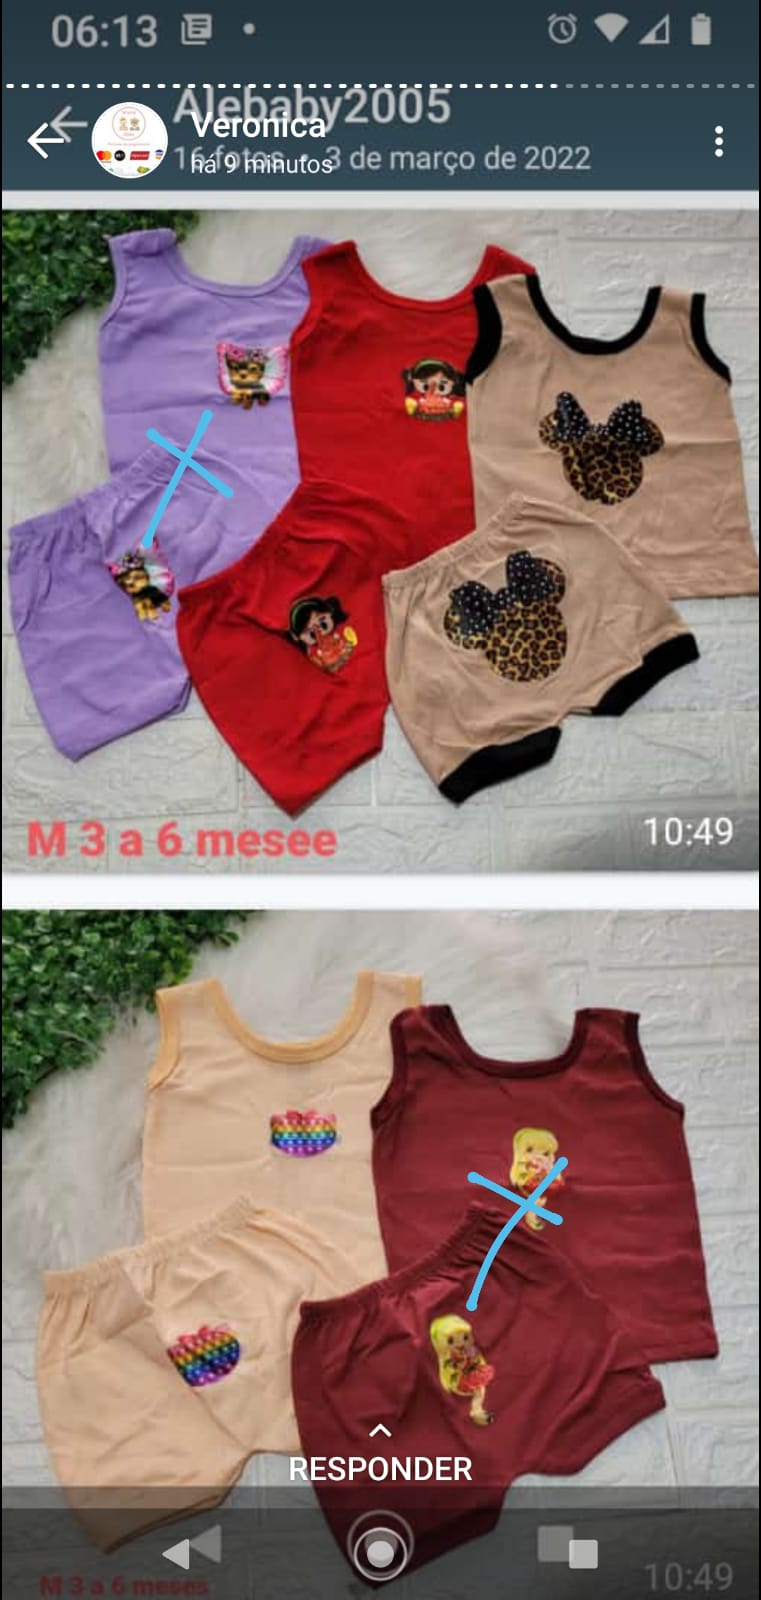 06:13
Alebaby2005
Veronica
16 fotos • 3 de março de 2022
há 9 minutos
M 3 a 6 mesee
10:49
RESPONDER
M 3 a 6 meses
10:49